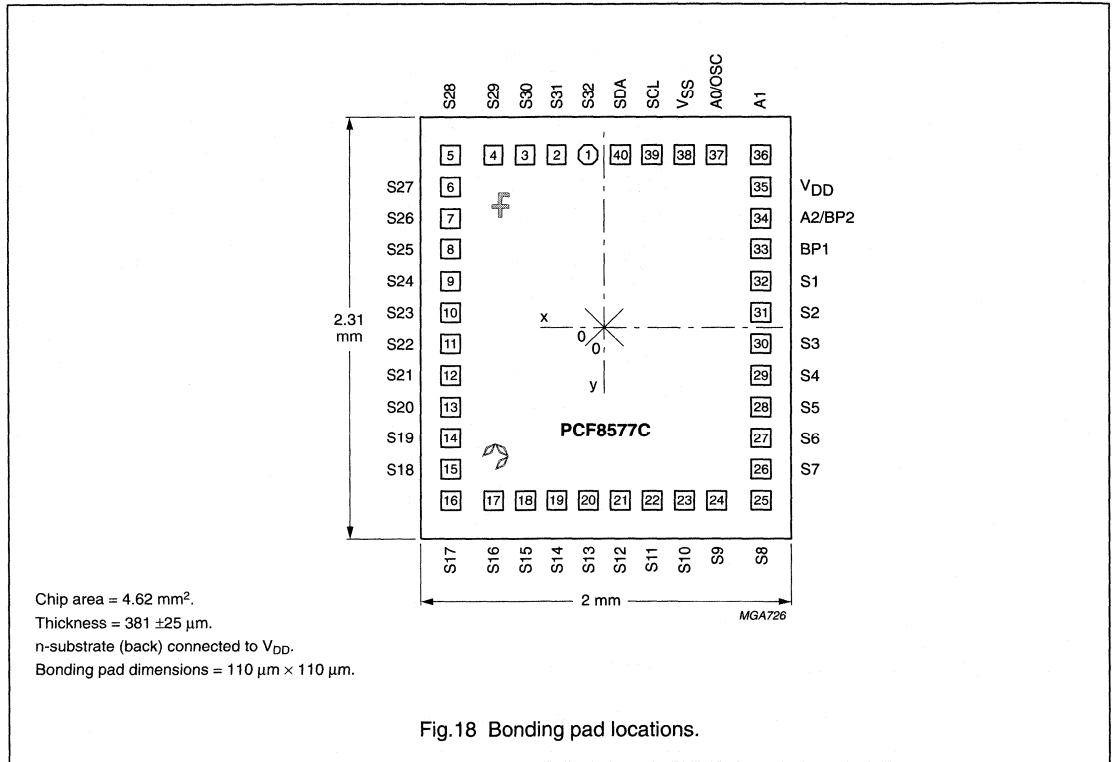 S28 S29 S30 S31 S32 SDA SCL VSS A0/OSC A1
5 4 3 2 1 40 39 38 37 36
S27 6 35 VDD
S26 7 34 A2/BP2
S25 8 33 BP1
S24 9 32 S1
S23 10 31 S2
x
2.31
mm
0
0
S22 11 30 S3
S21 12 29 S4
y
S20 13 28 S5
PCF8577C
S19 14 27 S6
S18 15 26 S7
16 17 18 19 20 21 22 23 24 25
S17 S16 S15 S14 S13 S12 S11 S10 S9 S8
2 mm
MGA726
Chip area = 4.62 mm².
Thickness = 381 ±25 µm.
n-substrate (back) connected to VDD.
Bonding pad dimensions = 110 µm × 110 µm.
Fig.18 Bonding pad locations.